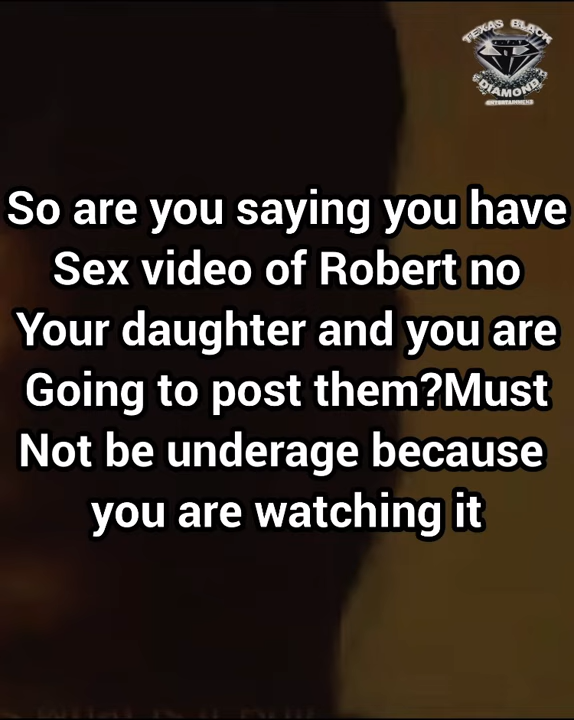 TEXAS BLACK
DIAMOND
ENTERTAINMENT
So are you saying you have
Sex video of Robert no
Your daughter and you are
Going to post them?Must
Not be underage because
you are watching it